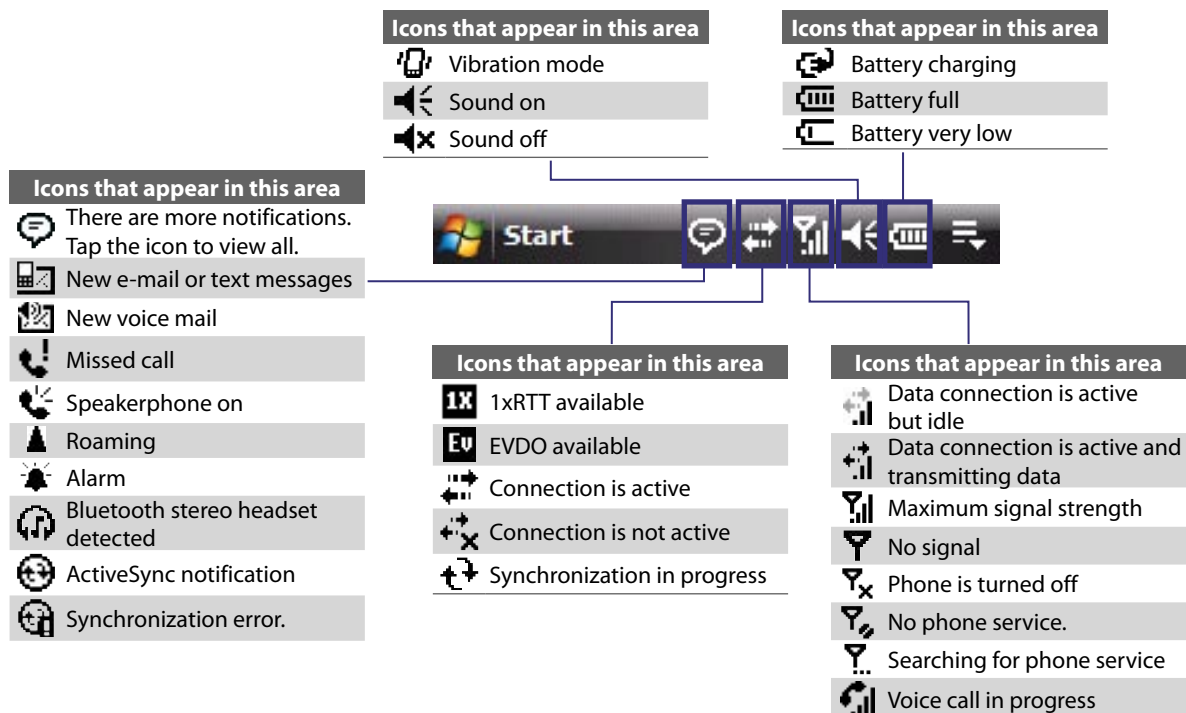 Icons that appear in this area
Vibration mode
Sound on
Sound off
Icons that appear in this area
Battery charging
Battery full
Battery very low
Icons that appear in this area
There are more notifications.
Tap the icon to view all.
New e-mail or text messages
New voice mail
Missed call
Speakerphone on
Roaming
Alarm
Bluetooth stereo headset
detected
ActiveSync notification
Synchronization error.
Start
Icons that appear in this area
1X 1xRTT available
Ev EVDO available
Connection is active
Connection is not active
Synchronization in progress
Icons that appear in this area
Data connection is active
but idle
Data connection is active and
transmitting data
Maximum signal strength
No signal
Phone is turned off
No phone service.
Searching for phone service
Voice call in progress